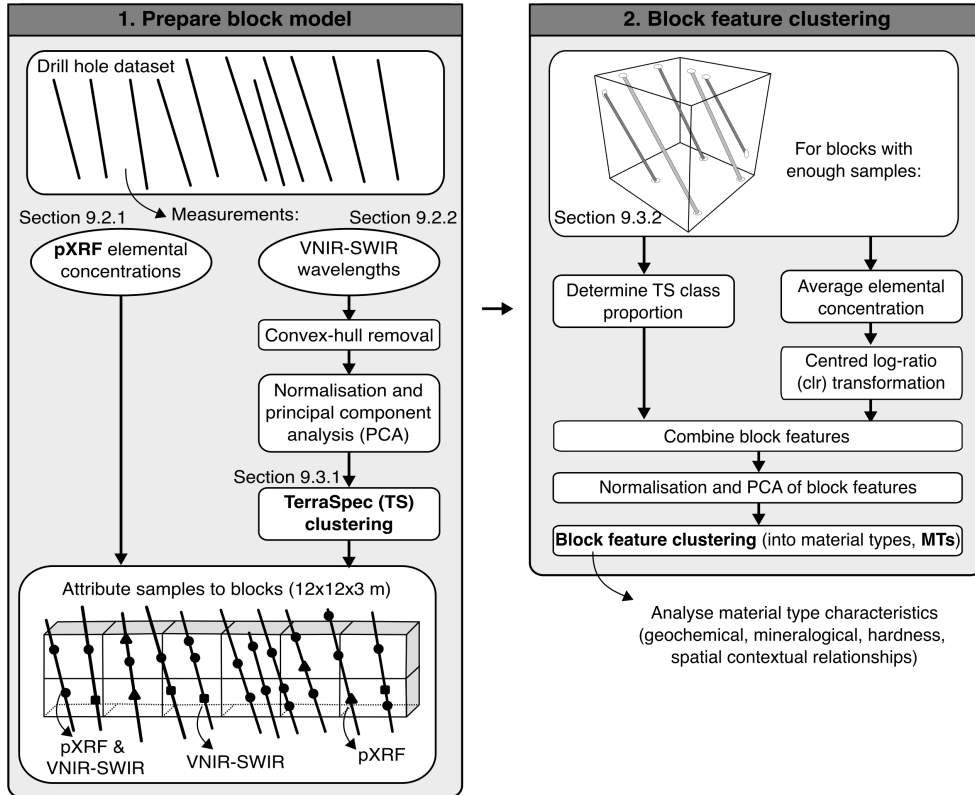 1. Prepare block model
Drill hole dataset
Measurements:
Section 9.2.1
Section 9.2.2
pXRF elemental
concentrations
VNIR-SWIR
wavelengths
Convex-hull removal
Normalisation and
principal component
analysis (PCA)
Section 9.3.1
TerraSpec (TS)
clustering
Attribute samples to blocks (12x12x3 m)
pXRF &
VNIR-SWIR
VNIR-SWIR
pXRF
2. Block feature clustering
For blocks with
enough samples:
Section 9.3.2
Determine TS class
proportion
Average elemental
concentration
Centred log-ratio
(clr) transformation
Combine block features
Normalisation and PCA of block features
Block feature clustering (into material types, MTs)
Analyse material type characteristics
(geochemical, mineralogical, hardness,
spatial contextual relationships)